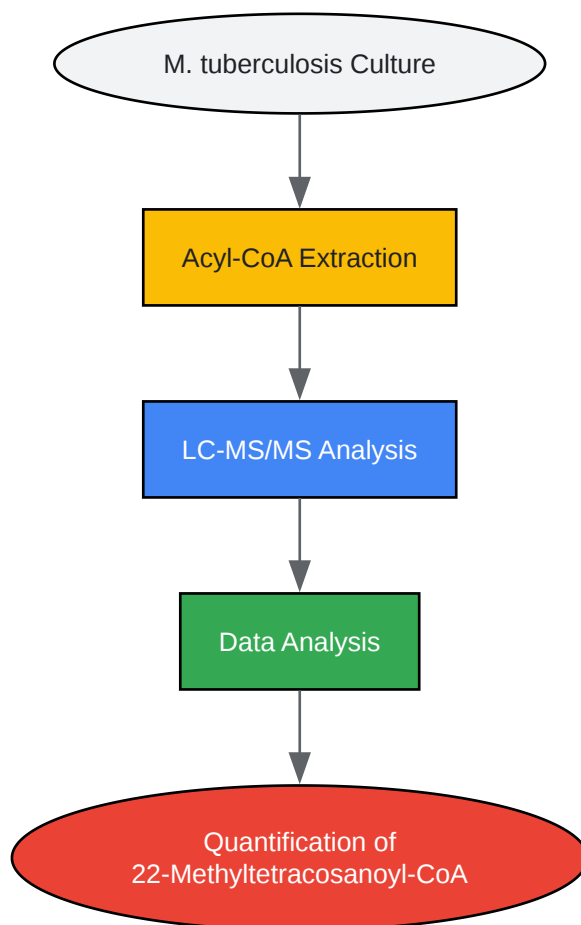 M. tuberculosis Culture
Acyl-CoA Extraction
LC-MS/MS Analysis
Data Analysis
Quantification of
22-Methyltetracosanoyl-CoA